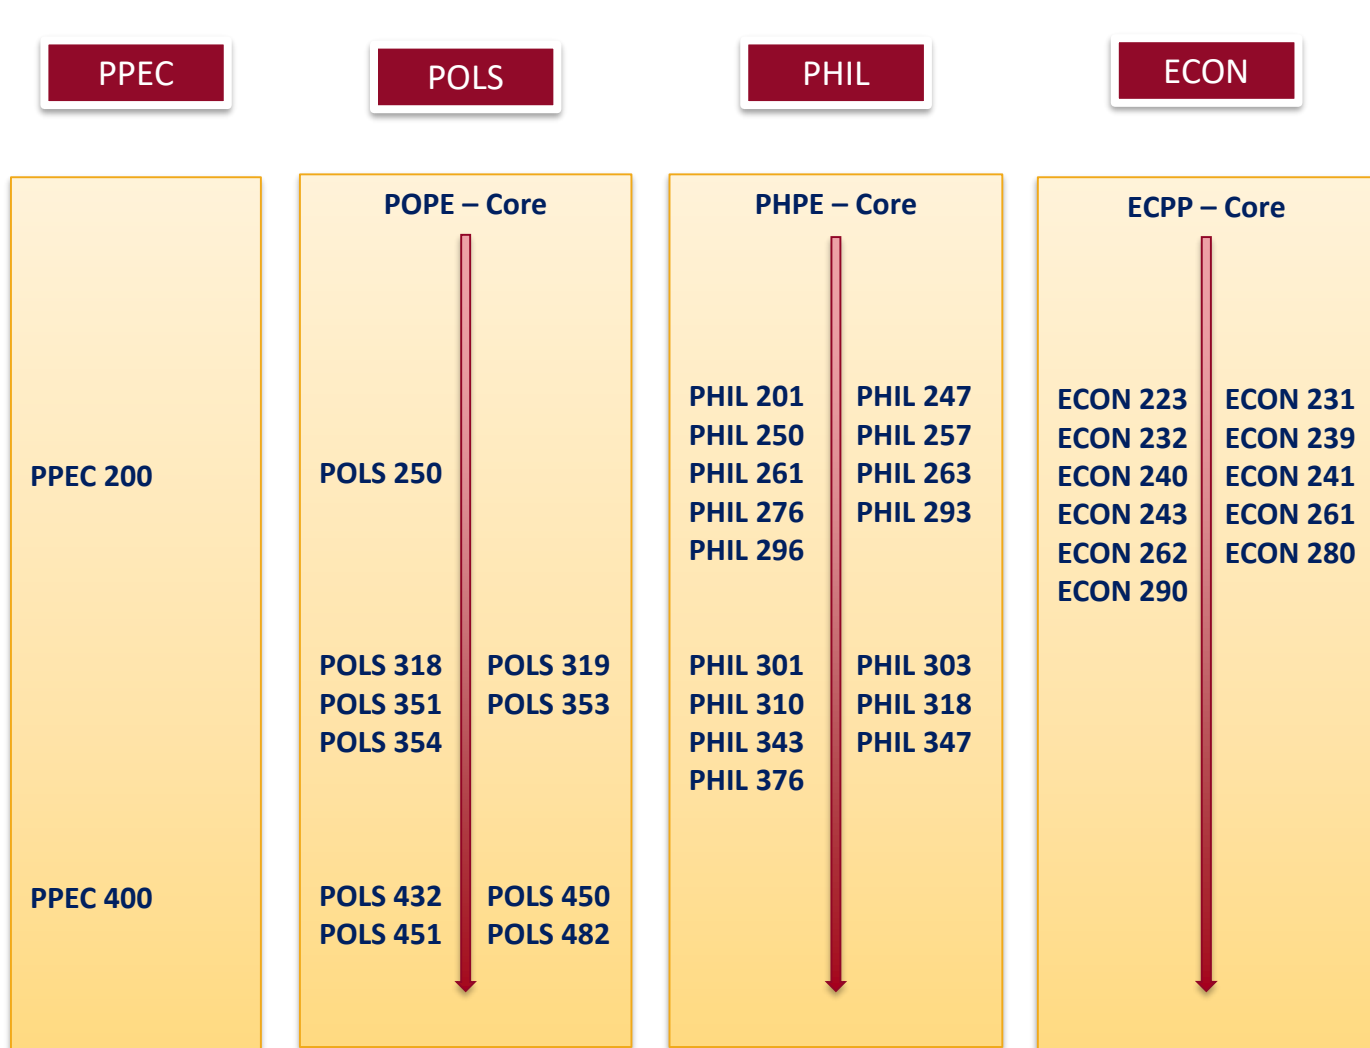 PPEC
POLS
PHIL
ECON
PPEC 200
PPEC 400
POPE – Core
POLS 250
POLS 318 POLS 319
POLS 351 POLS 353
POLS 354
POLS 432 POLS 450
POLS 451 POLS 482
PHPE – Core
PHIL 201 PHIL 247
PHIL 250 PHIL 257
PHIL 261 PHIL 263
PHIL 276 PHIL 293
PHIL 296
PHIL 301 PHIL 303
PHIL 310 PHIL 318
PHIL 343 PHIL 347
PHIL 376
ECPP – Core
ECON 223 ECON 231
ECON 232 ECON 239
ECON 240 ECON 241
ECON 243 ECON 261
ECON 262 ECON 280
ECON 290